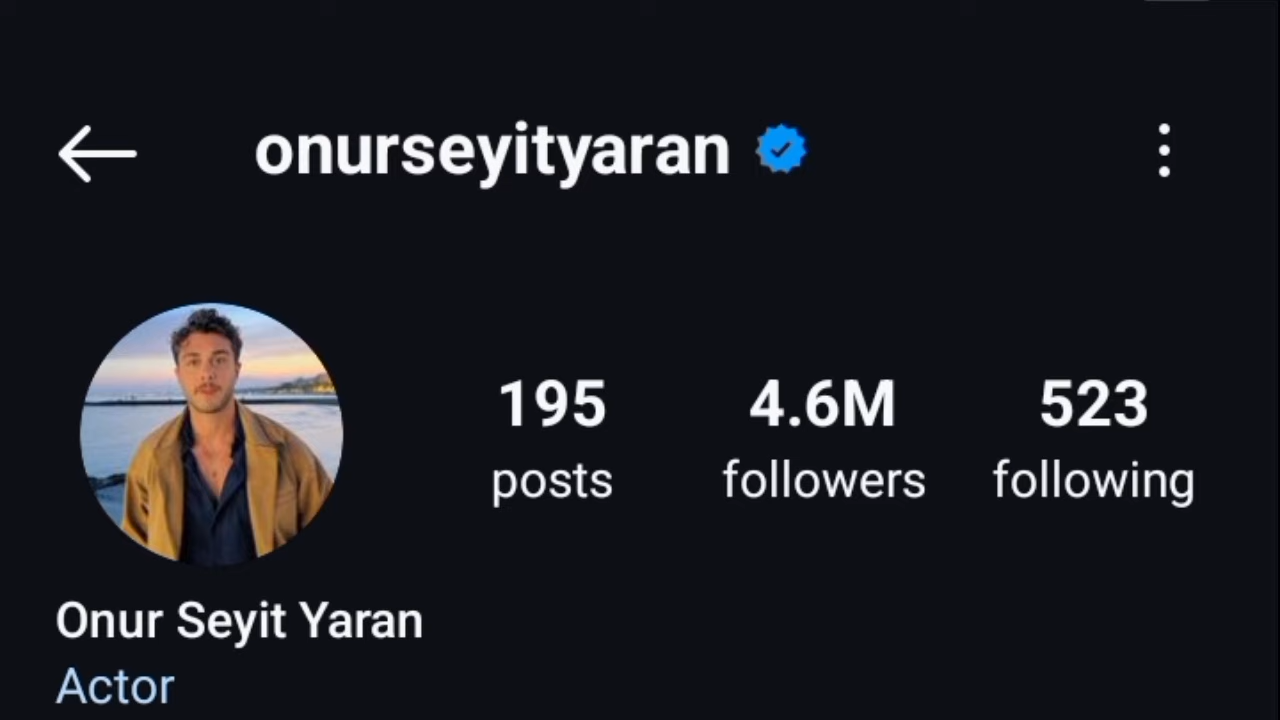 onurseyityaran
195 4.6M 523
posts followers following
Onur Seyit Yaran
Actor